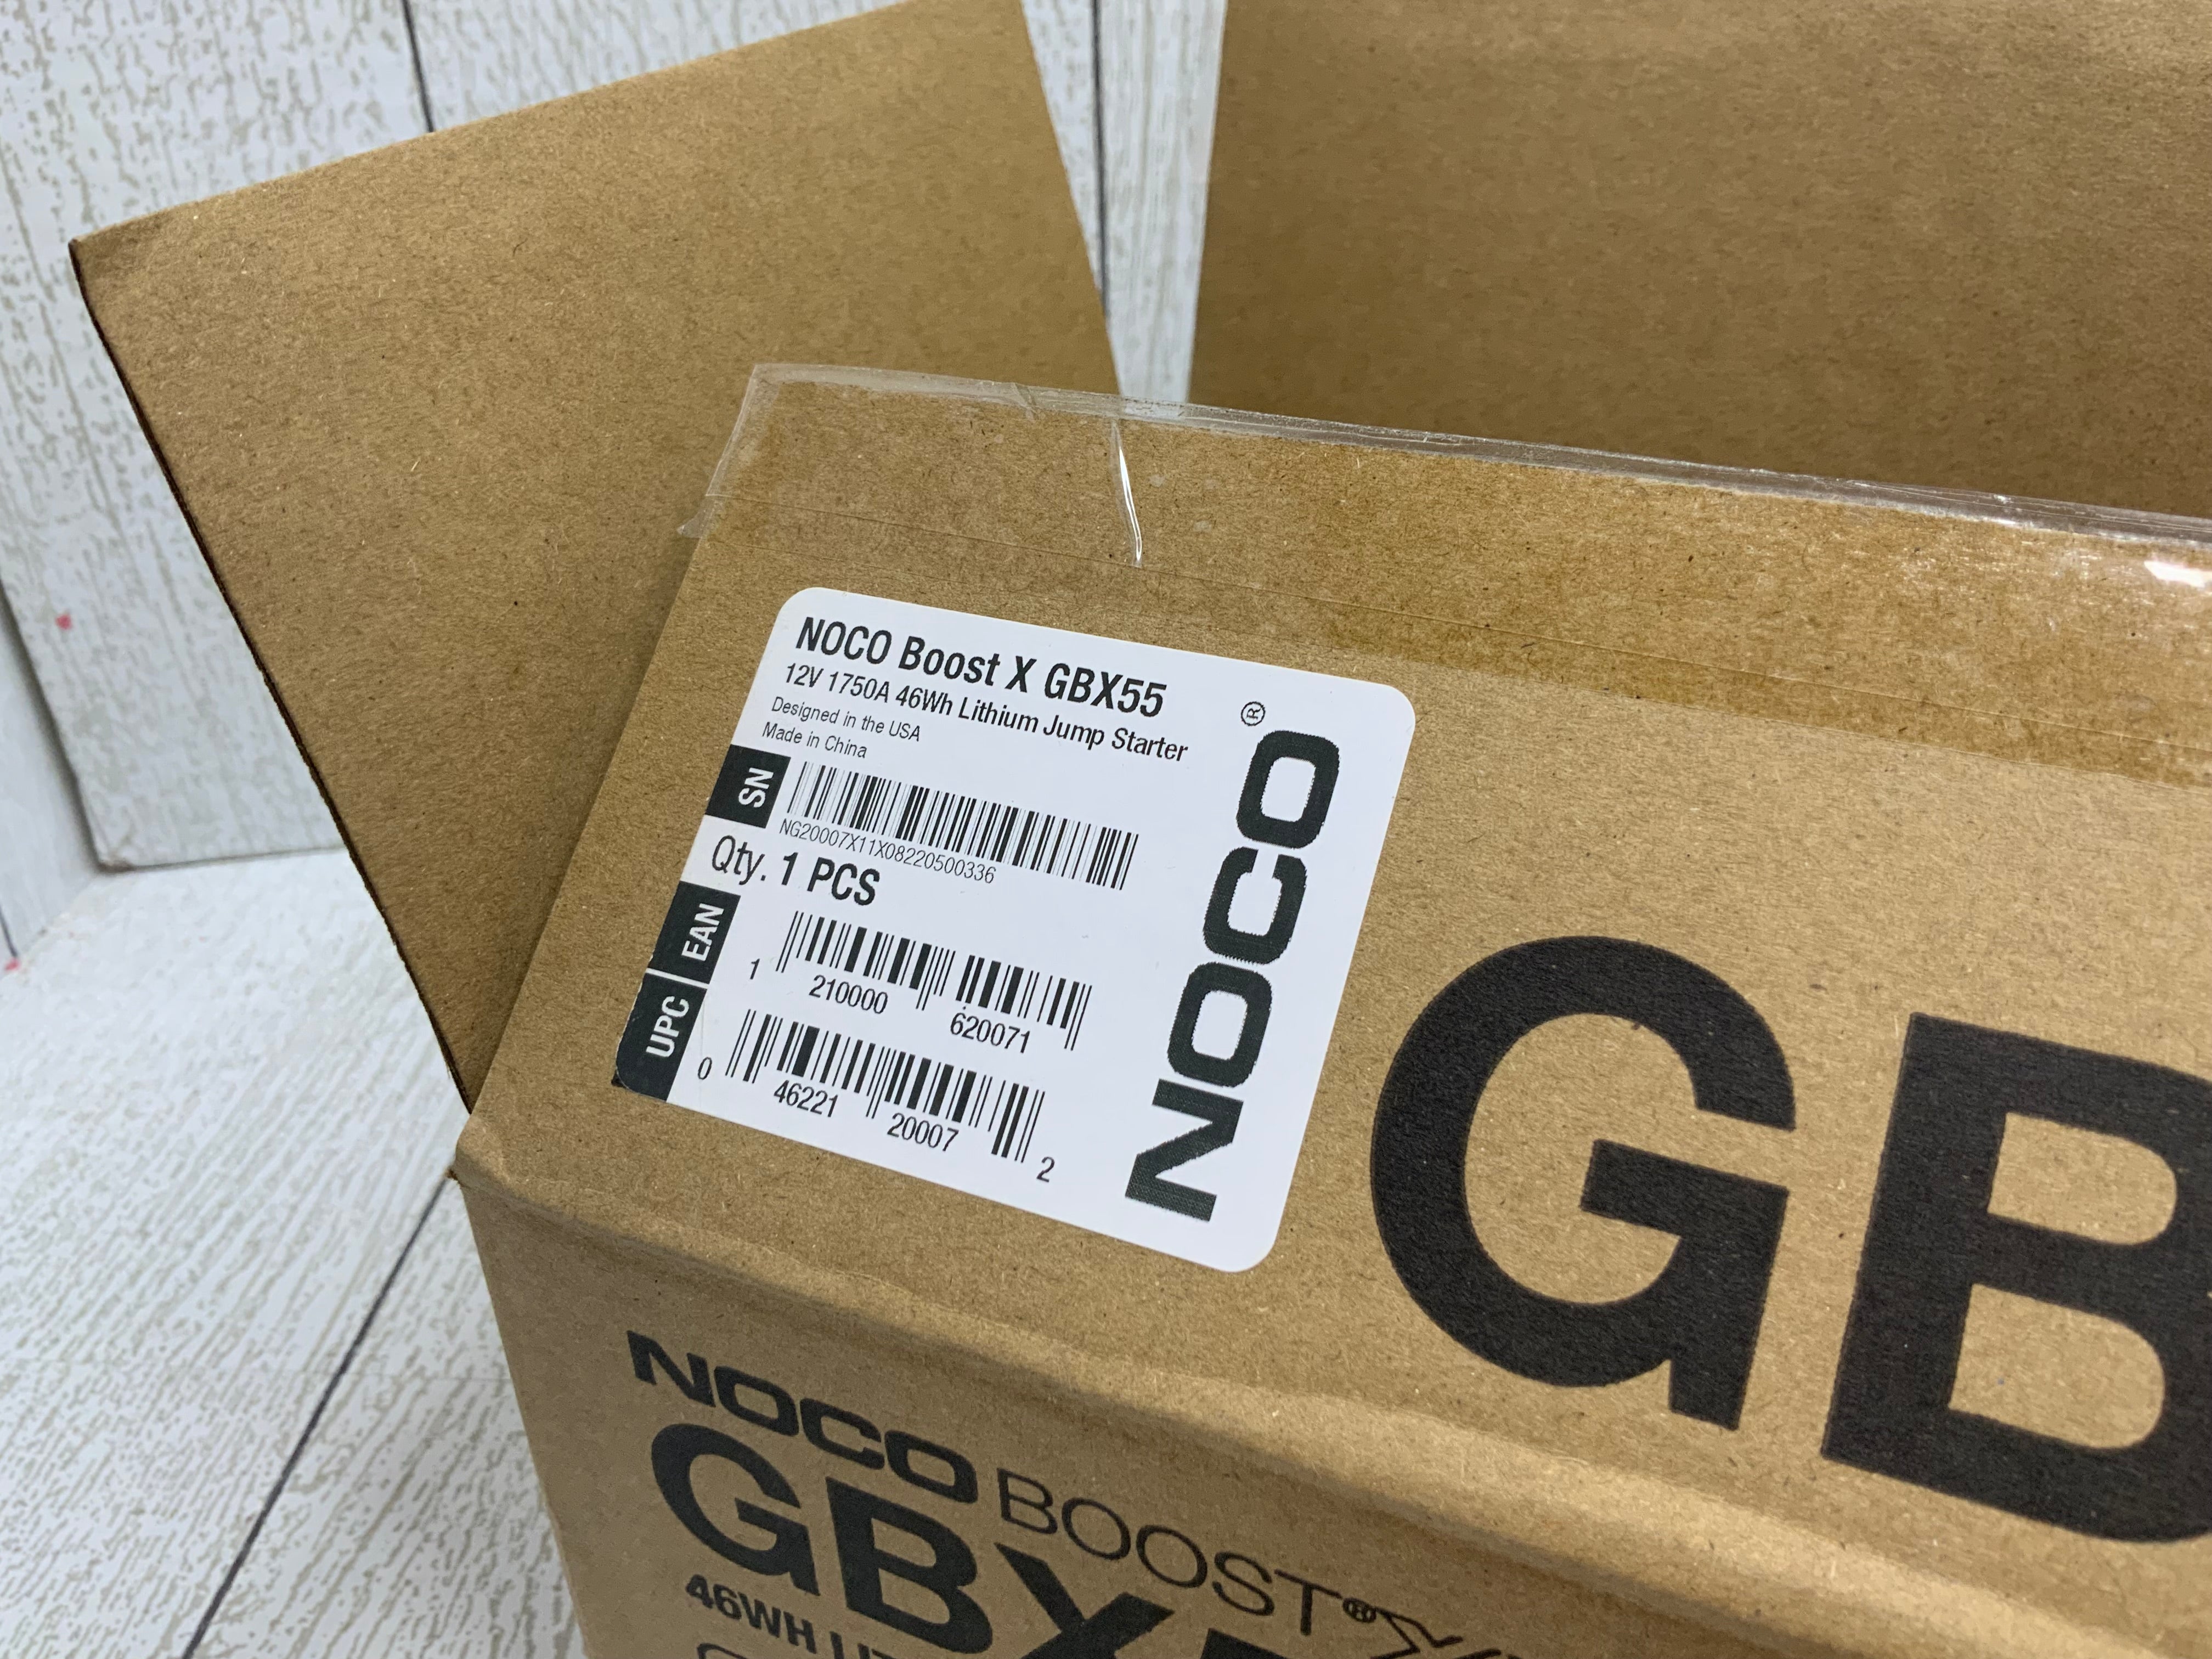 NOCO Boost X GBX55
12V 1750A 46Wh Lithium Jump Starter
Designed in the USA
Made in China
SN
NG20007X11X08220500336
Qty. 1 PCS
EAN
1 210000 620071
UPC
0 46221 20007 2
NOCO®
GB
NOCO BOOST®
GBX
46WH